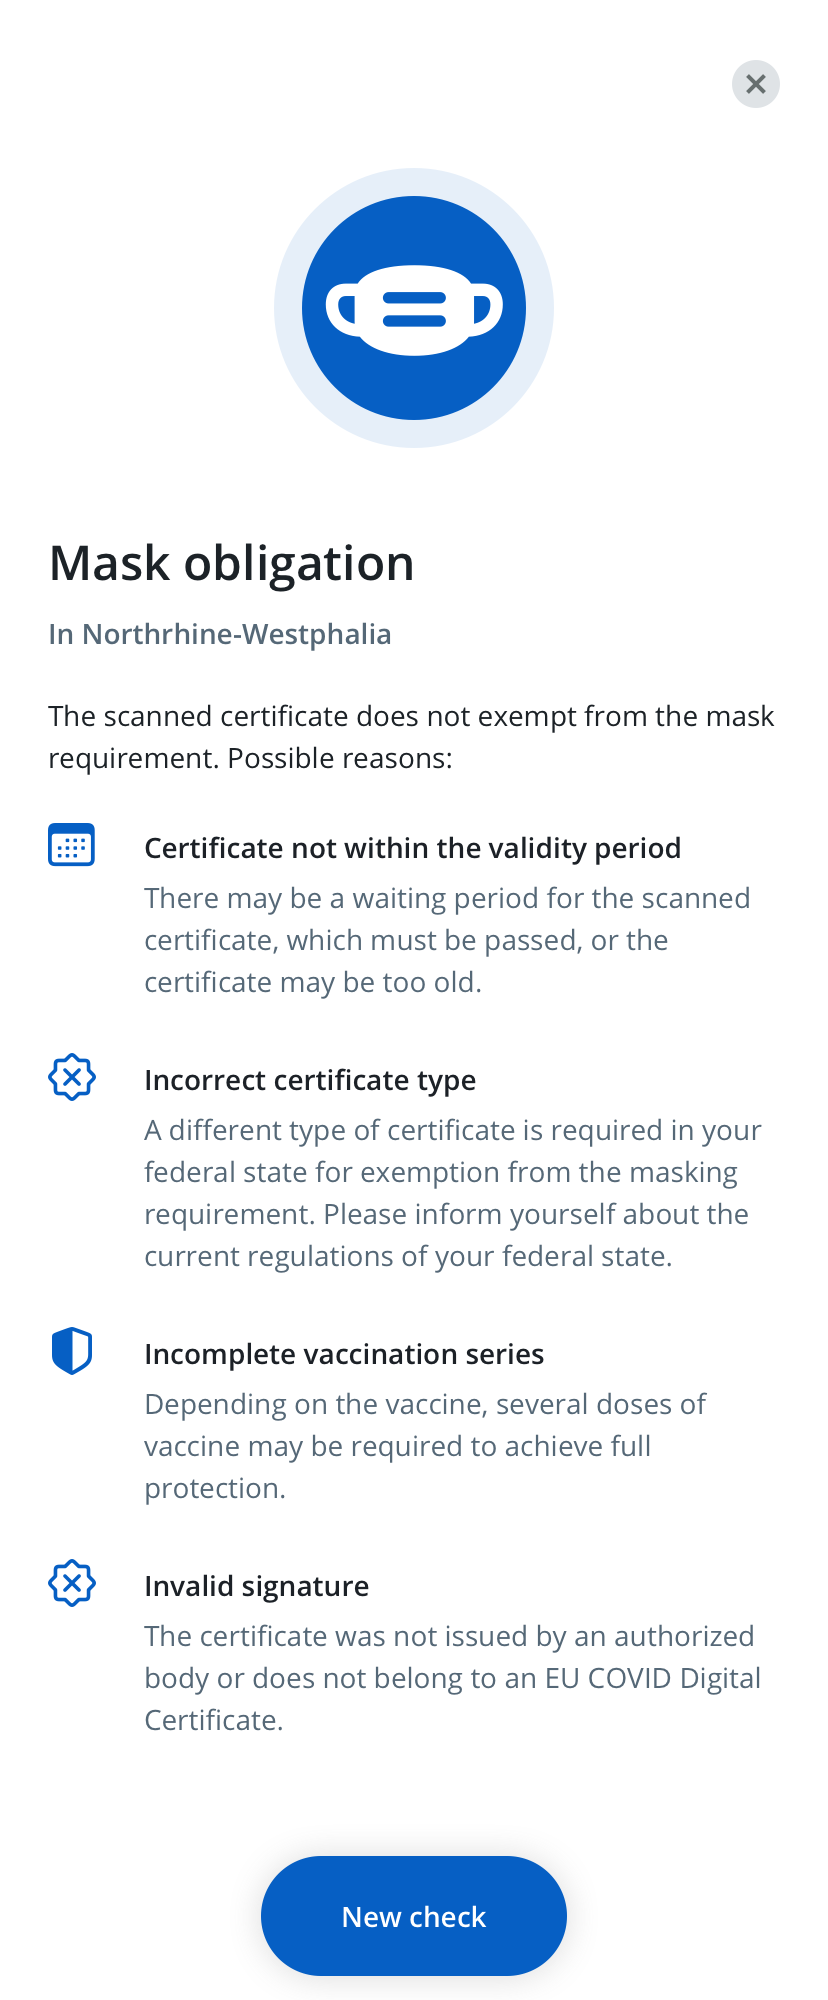 Mask obligation
In Northrhine-Westphalia
The scanned certificate does not exempt from the mask
requirement. Possible reasons:
Certificate not within the validity period
There may be a waiting period for the scanned
certificate, which must be passed, or the
certificate may be too old.
Incorrect certificate type
A different type of certificate is required in your
federal state for exemption from the masking
requirement. Please inform yourself about the
current regulations of your federal state.
Incomplete vaccination series
Depending on the vaccine, several doses of
vaccine may be required to achieve full
protection.
Invalid signature
The certificate was not issued by an authorized
body or does not belong to an EU COVID Digital
Certificate.
New check